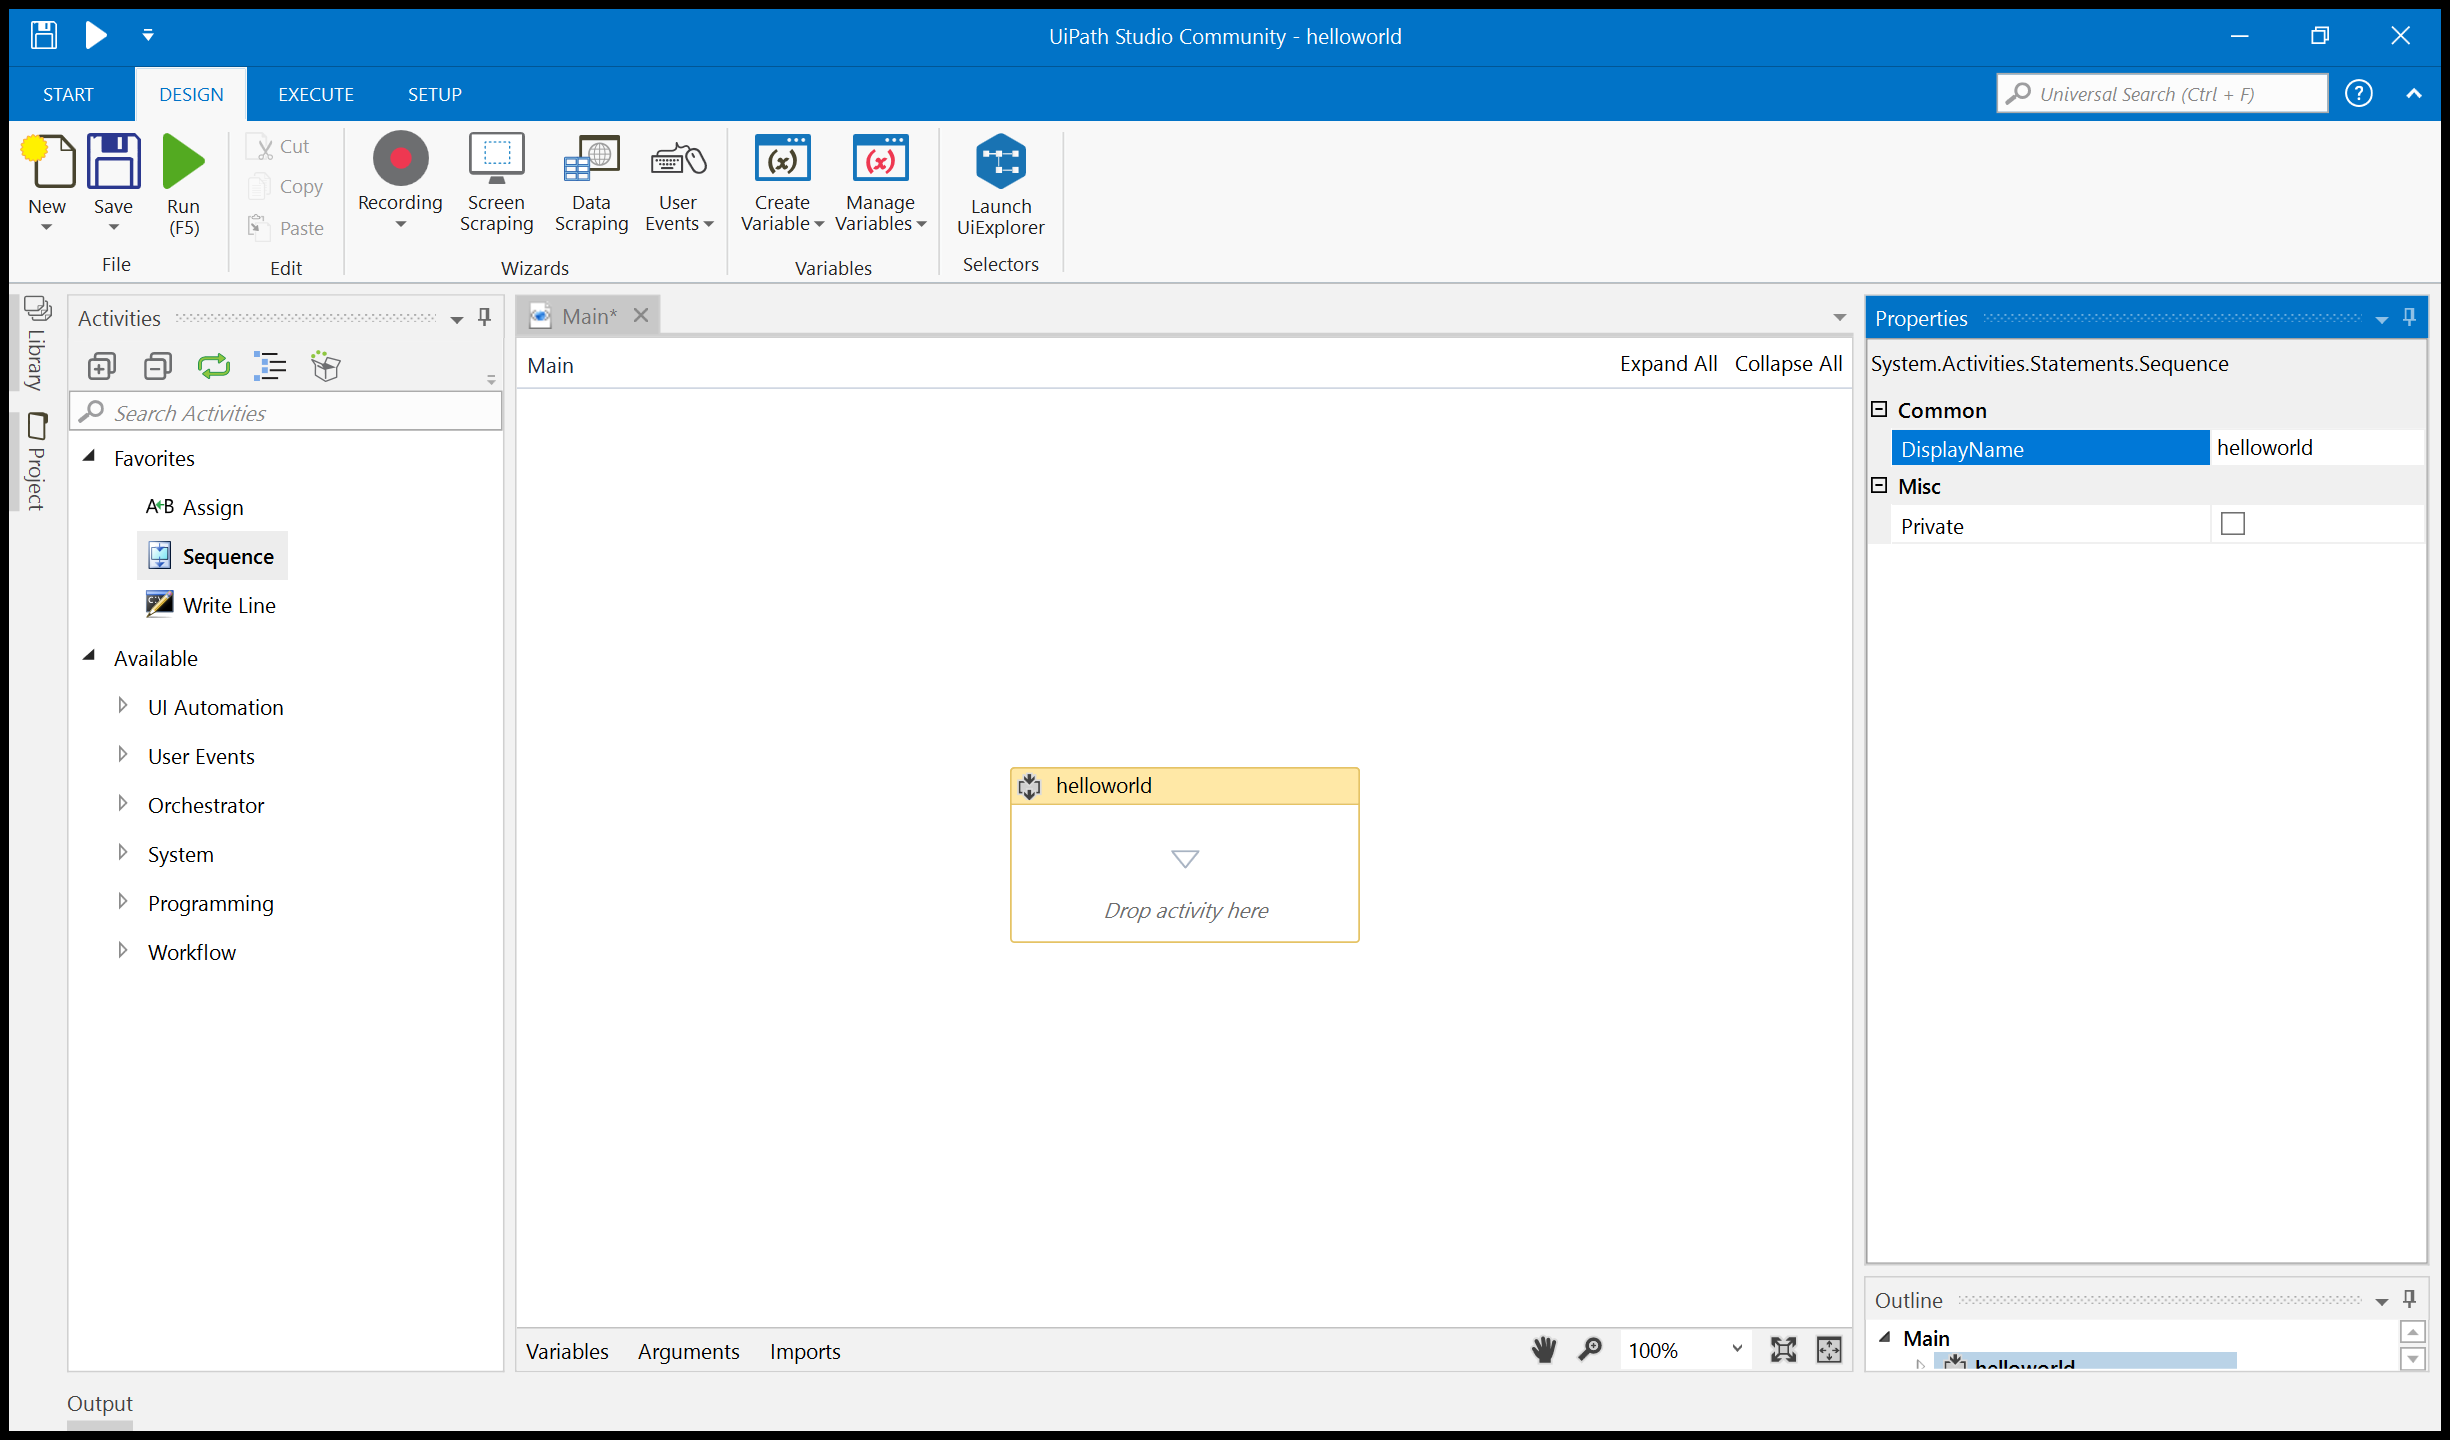 UiPath Studio Community - helloworld
START
DESIGN
EXECUTE
SETUP
Universal Search (Ctrl + F)
New
Save
Run
(F5)
File
Cut
Copy
Paste
Edit
Recording
Screen
Scraping
Data
Scraping
User
Events
Wizards
Create
Variable
Manage
Variables
Variables
Launch
UiExplorer
Selectors
Library
Project
Activities
Search Activities
Favorites
A B Assign
Sequence
Write Line
Available
UI Automation
User Events
Orchestrator
System
Programming
Workflow
Main*
Main
Expand All
Collapse All
helloworld
Drop activity here
Variables
Arguments
Imports
100%
Properties
System.Activities.Statements.Sequence
Common
DisplayName
helloworld
Misc
Private
Outline
Main
helloworld
Output